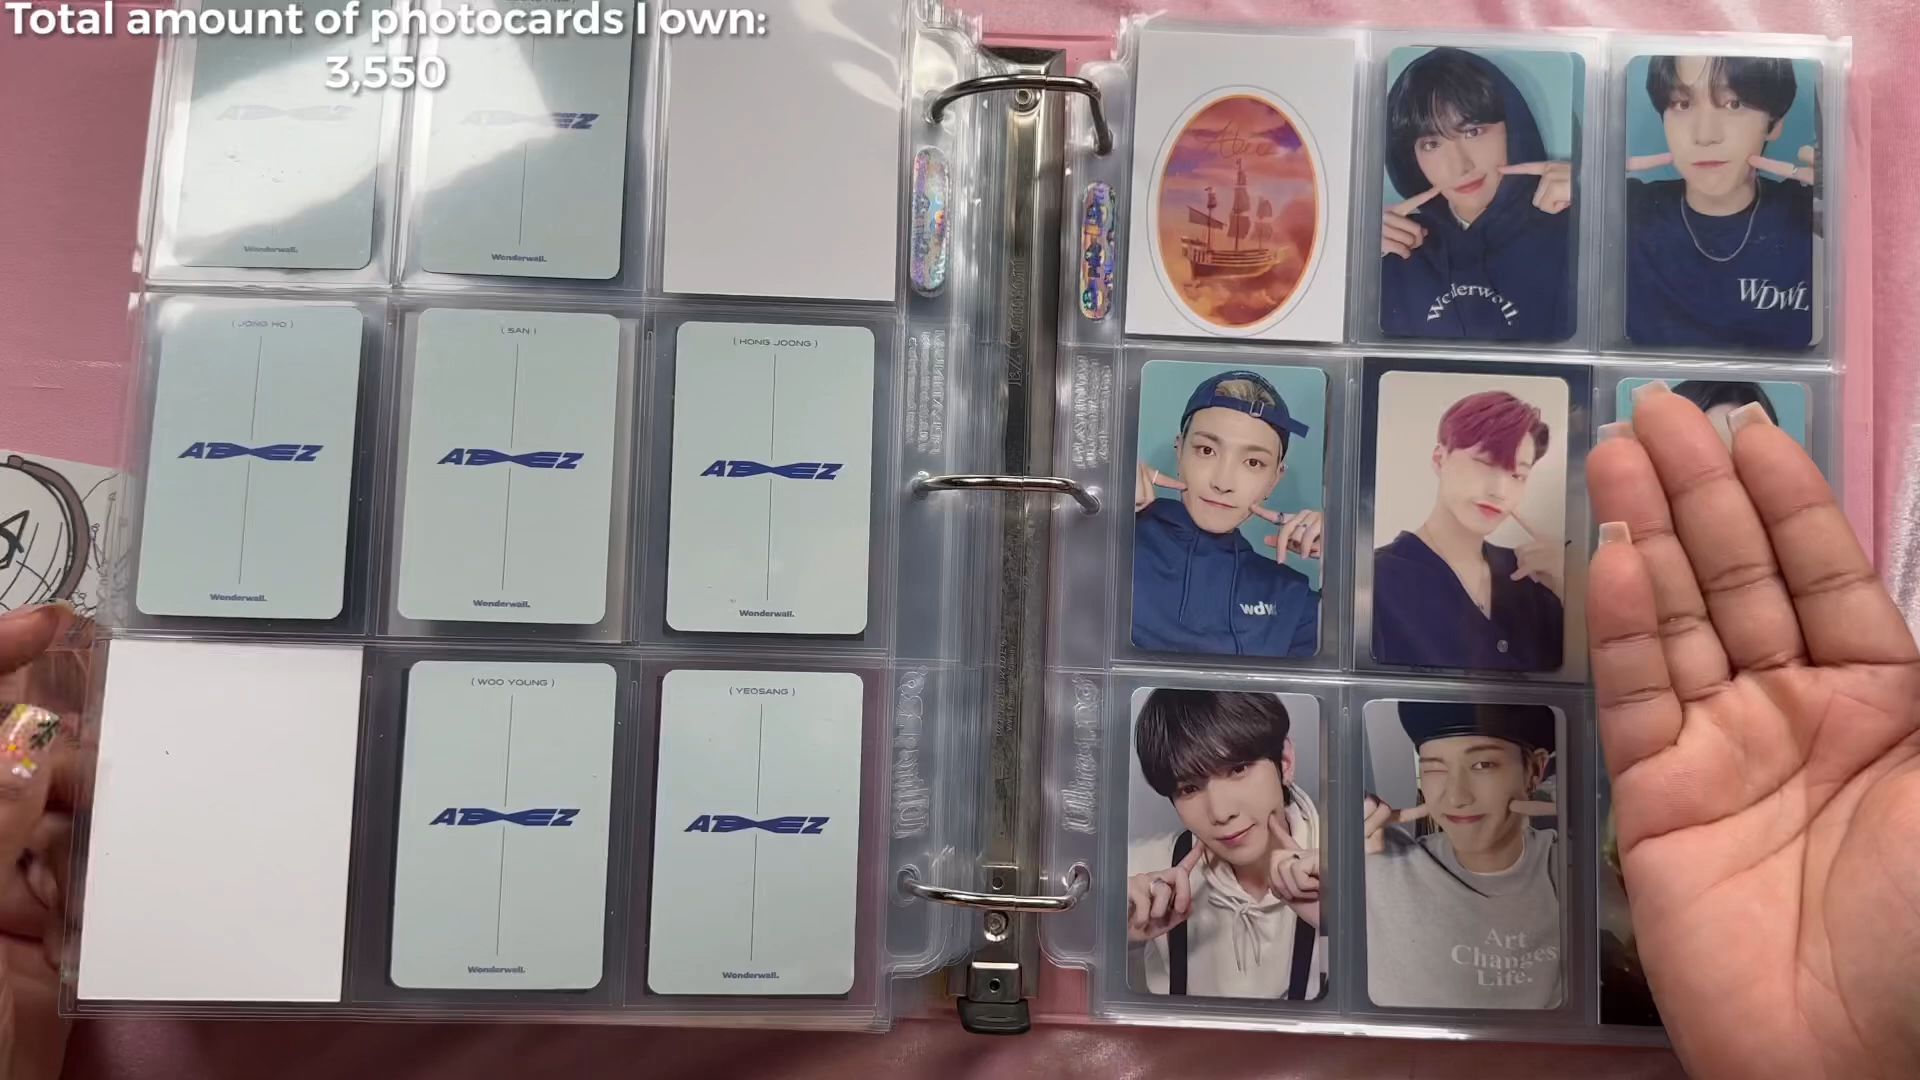 Total amount of photocards I own:
3,550
Wonderwall.
Wonderwall.
( JONG HO )
ATEEZ
Wonderwall.
( SAN )
ATEEZ
Wonderwall.
( HONG JOONG )
ATEEZ
Wonderwall.
( WOO YOUNG )
ATEEZ
Wonderwall.
( YEOSANG )
ATEEZ
Wonderwall.
Wonderwall.
WDWL
wdw
Art
Changes
Life.